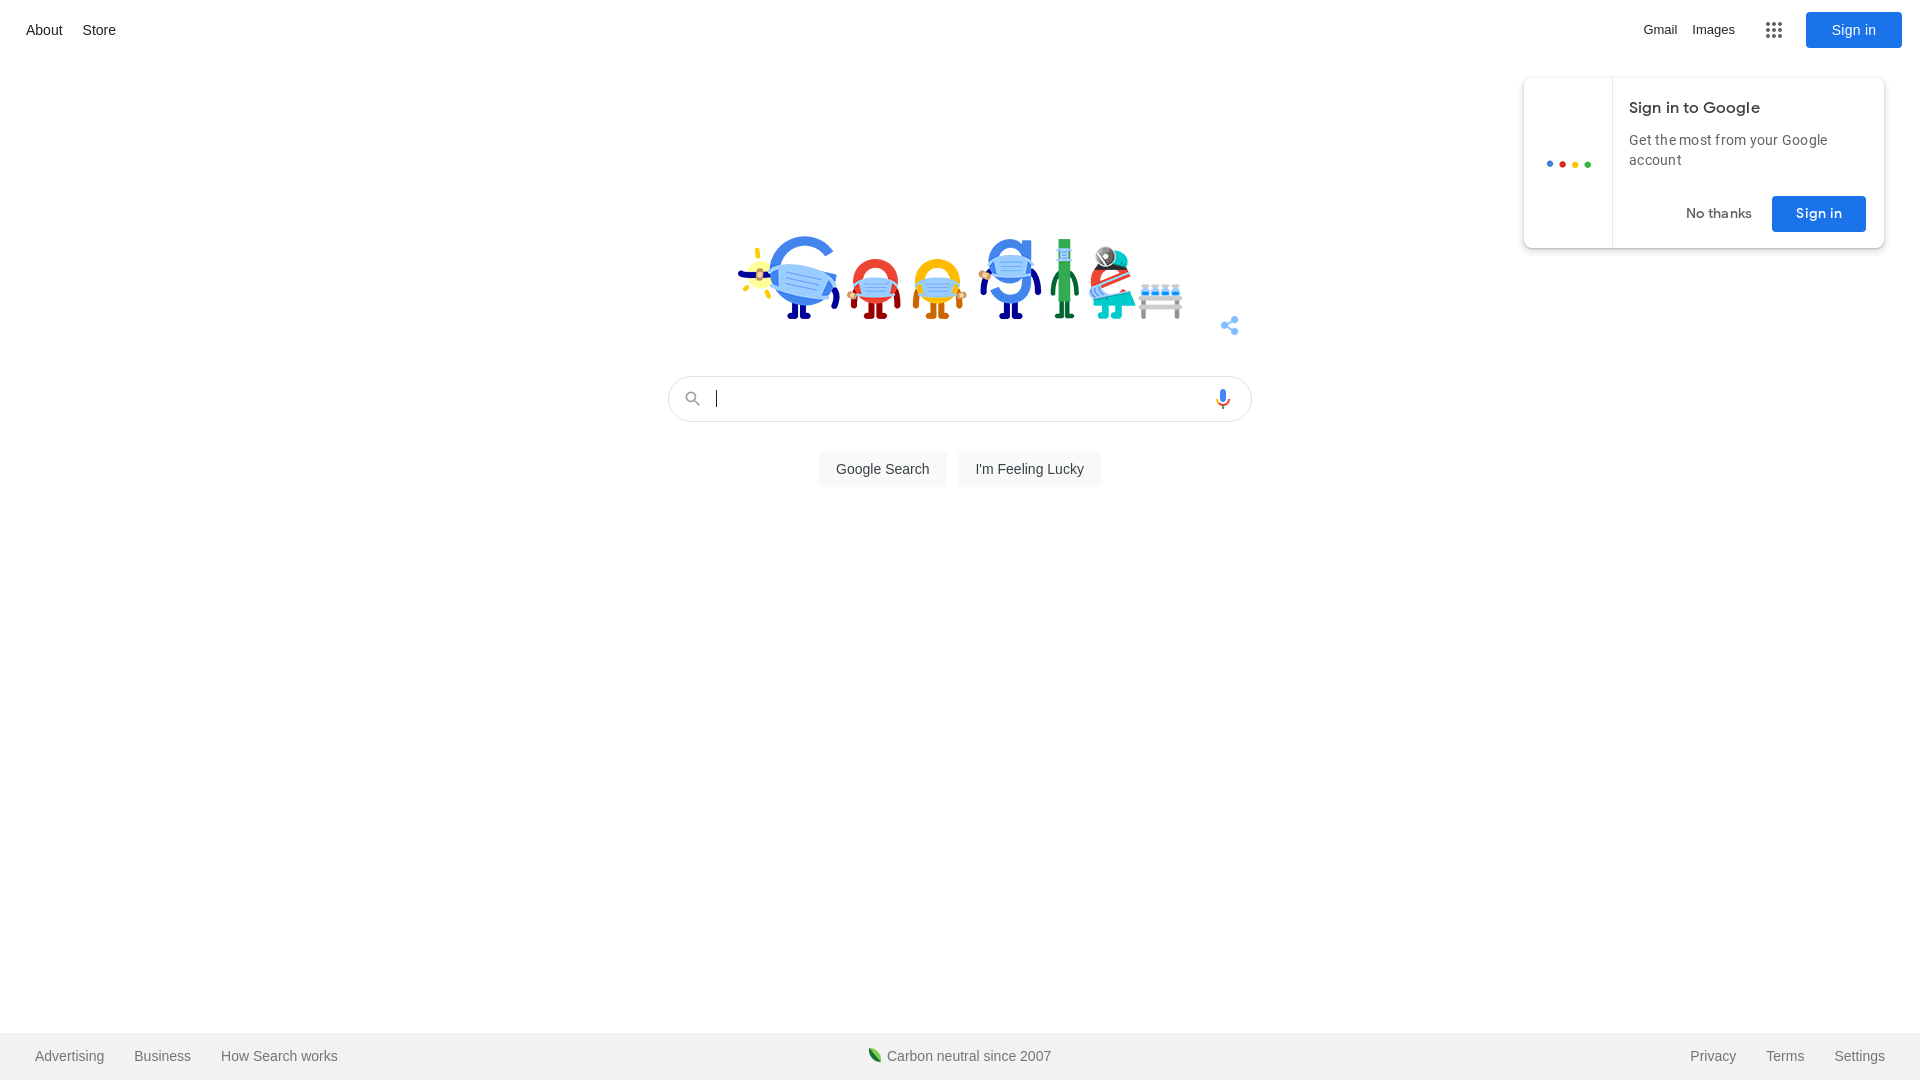 About Store
Gmail Images Sign in
Sign in to Google
Get the most from your Google
account
No thanks Sign in
Google
Google Search I'm Feeling Lucky
Advertising Business How Search works
Carbon neutral since 2007
Privacy Terms Settings